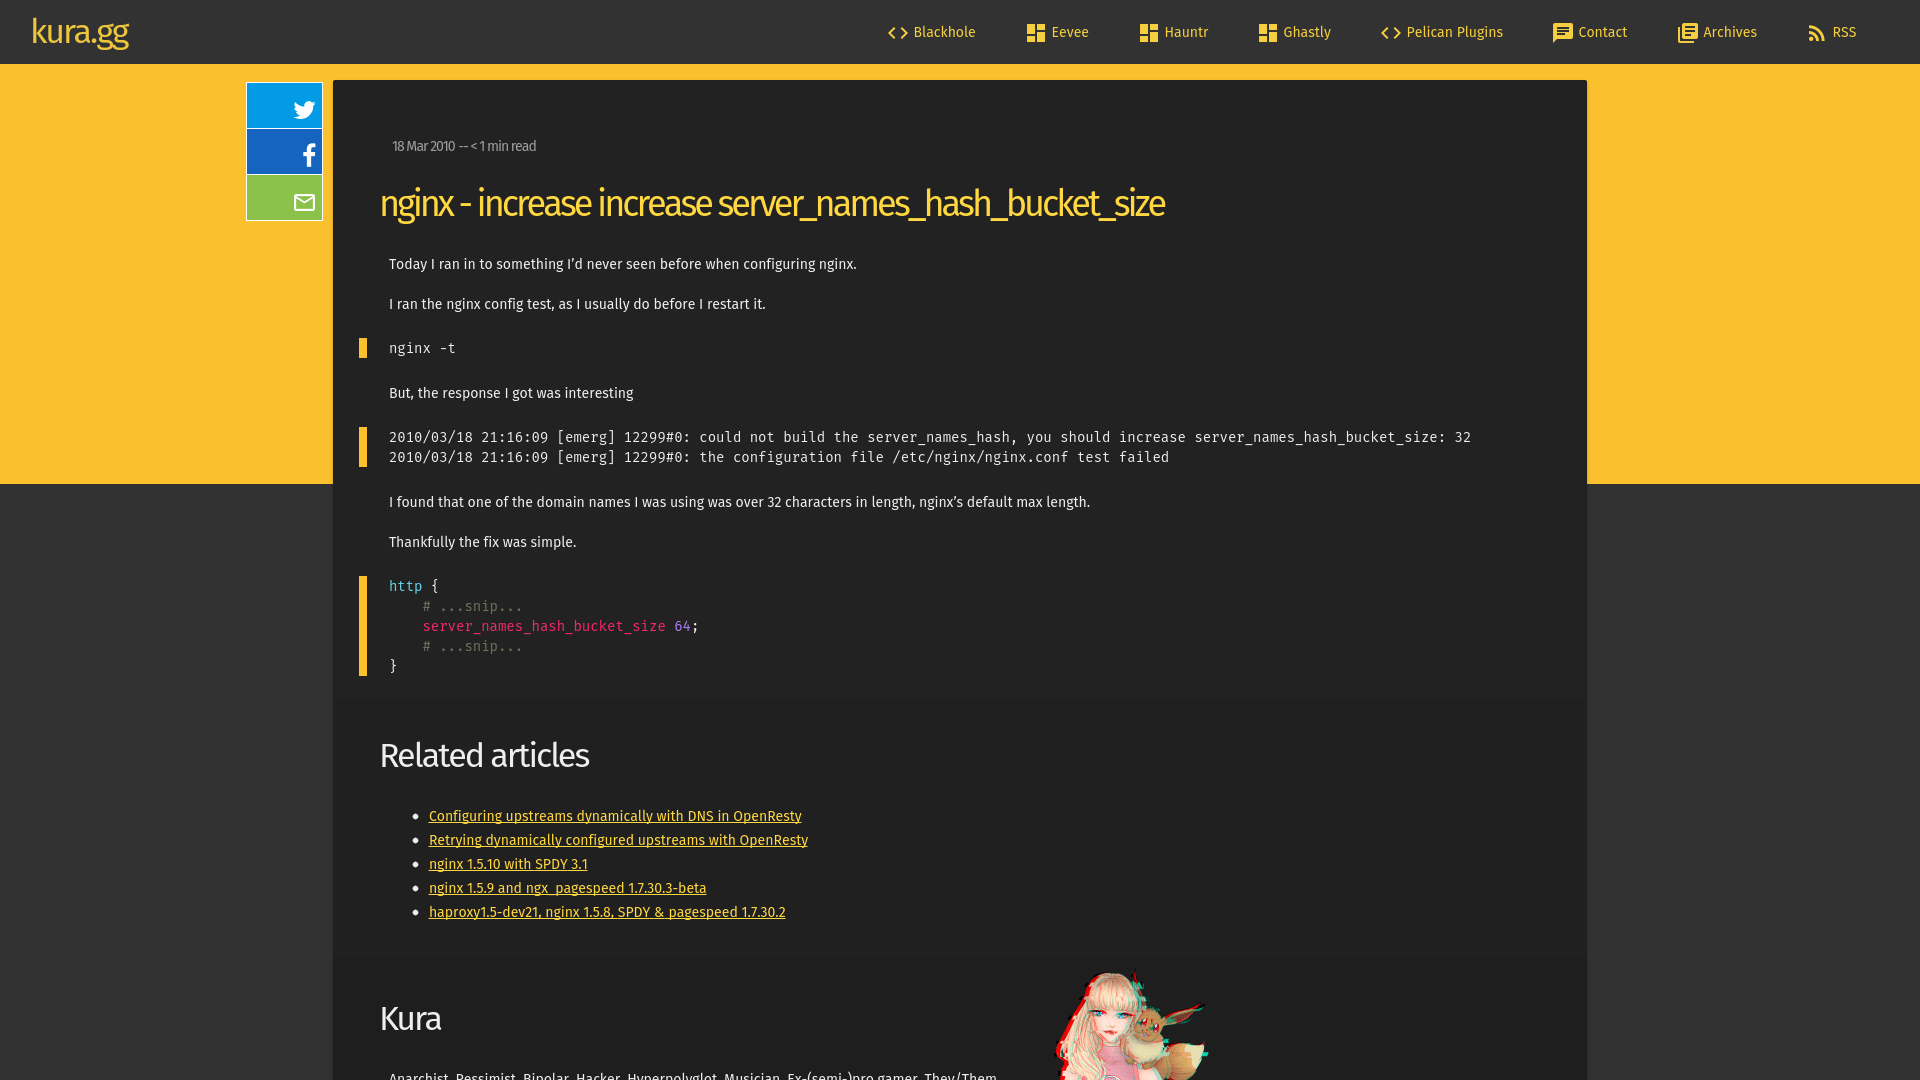 kura.gg
Blackhole
Eevee
Hauntr
Ghastly
Pelican Plugins
Contact
Archives
RSS
18 Mar 2010 -- < 1 min read
nginx - increase increase server_names_hash_bucket_size
Today I ran in to something I’d never seen before when configuring nginx.
I ran the nginx config test, as I usually do before I restart it.
nginx -t
But, the response I got was interesting
2010/03/18 21:16:09 [emerg] 12299#0: could not build the server_names_hash, you should increase server_names_hash_bucket_size: 32
2010/03/18 21:16:09 [emerg] 12299#0: the configuration file /etc/nginx/nginx.conf test failed
I found that one of the domain names I was using was over 32 characters in length, nginx’s default max length.
Thankfully the fix was simple.
http {
    # ...snip...
    server_names_hash_bucket_size 64;
    # ...snip...
}
Related articles
Configuring upstreams dynamically with DNS in OpenResty
Retrying dynamically configured upstreams with OpenResty
nginx 1.5.10 with SPDY 3.1
nginx 1.5.9 and ngx_pagespeed 1.7.30.3-beta
haproxy1.5-dev21, nginx 1.5.8, SPDY & pagespeed 1.7.30.2
Kura
Anarchist. Pessimist. Bipolar. Hacker. Hyperpolyglot. Musician. Ex-(semi-)pro gamer. They/Them.